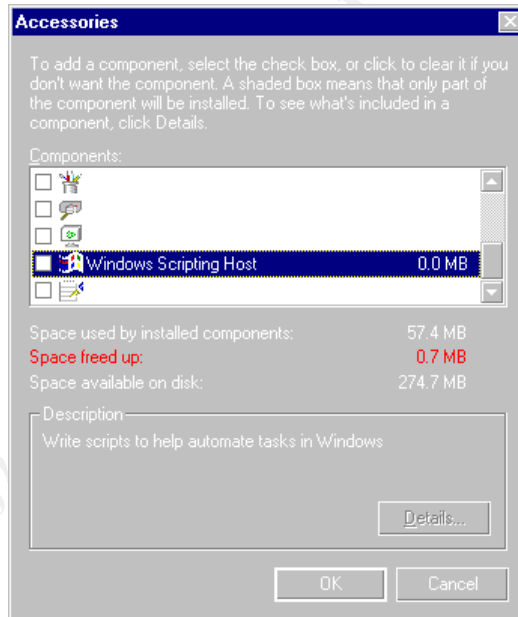 Accessories
To add a component, select the check box, or click to clear it if you
don't want the component. A shaded box means that only part of
the component will be installed. To see what's included in a
component, click Details.
Components:
Windows Scripting Host 0.0 MB
Space used by installed components: 57.4 MB
Space freed up: 0.7 MB
Space available on disk: 274.7 MB
Description
Write scripts to help automate tasks in Windows
Details...
OK Cancel